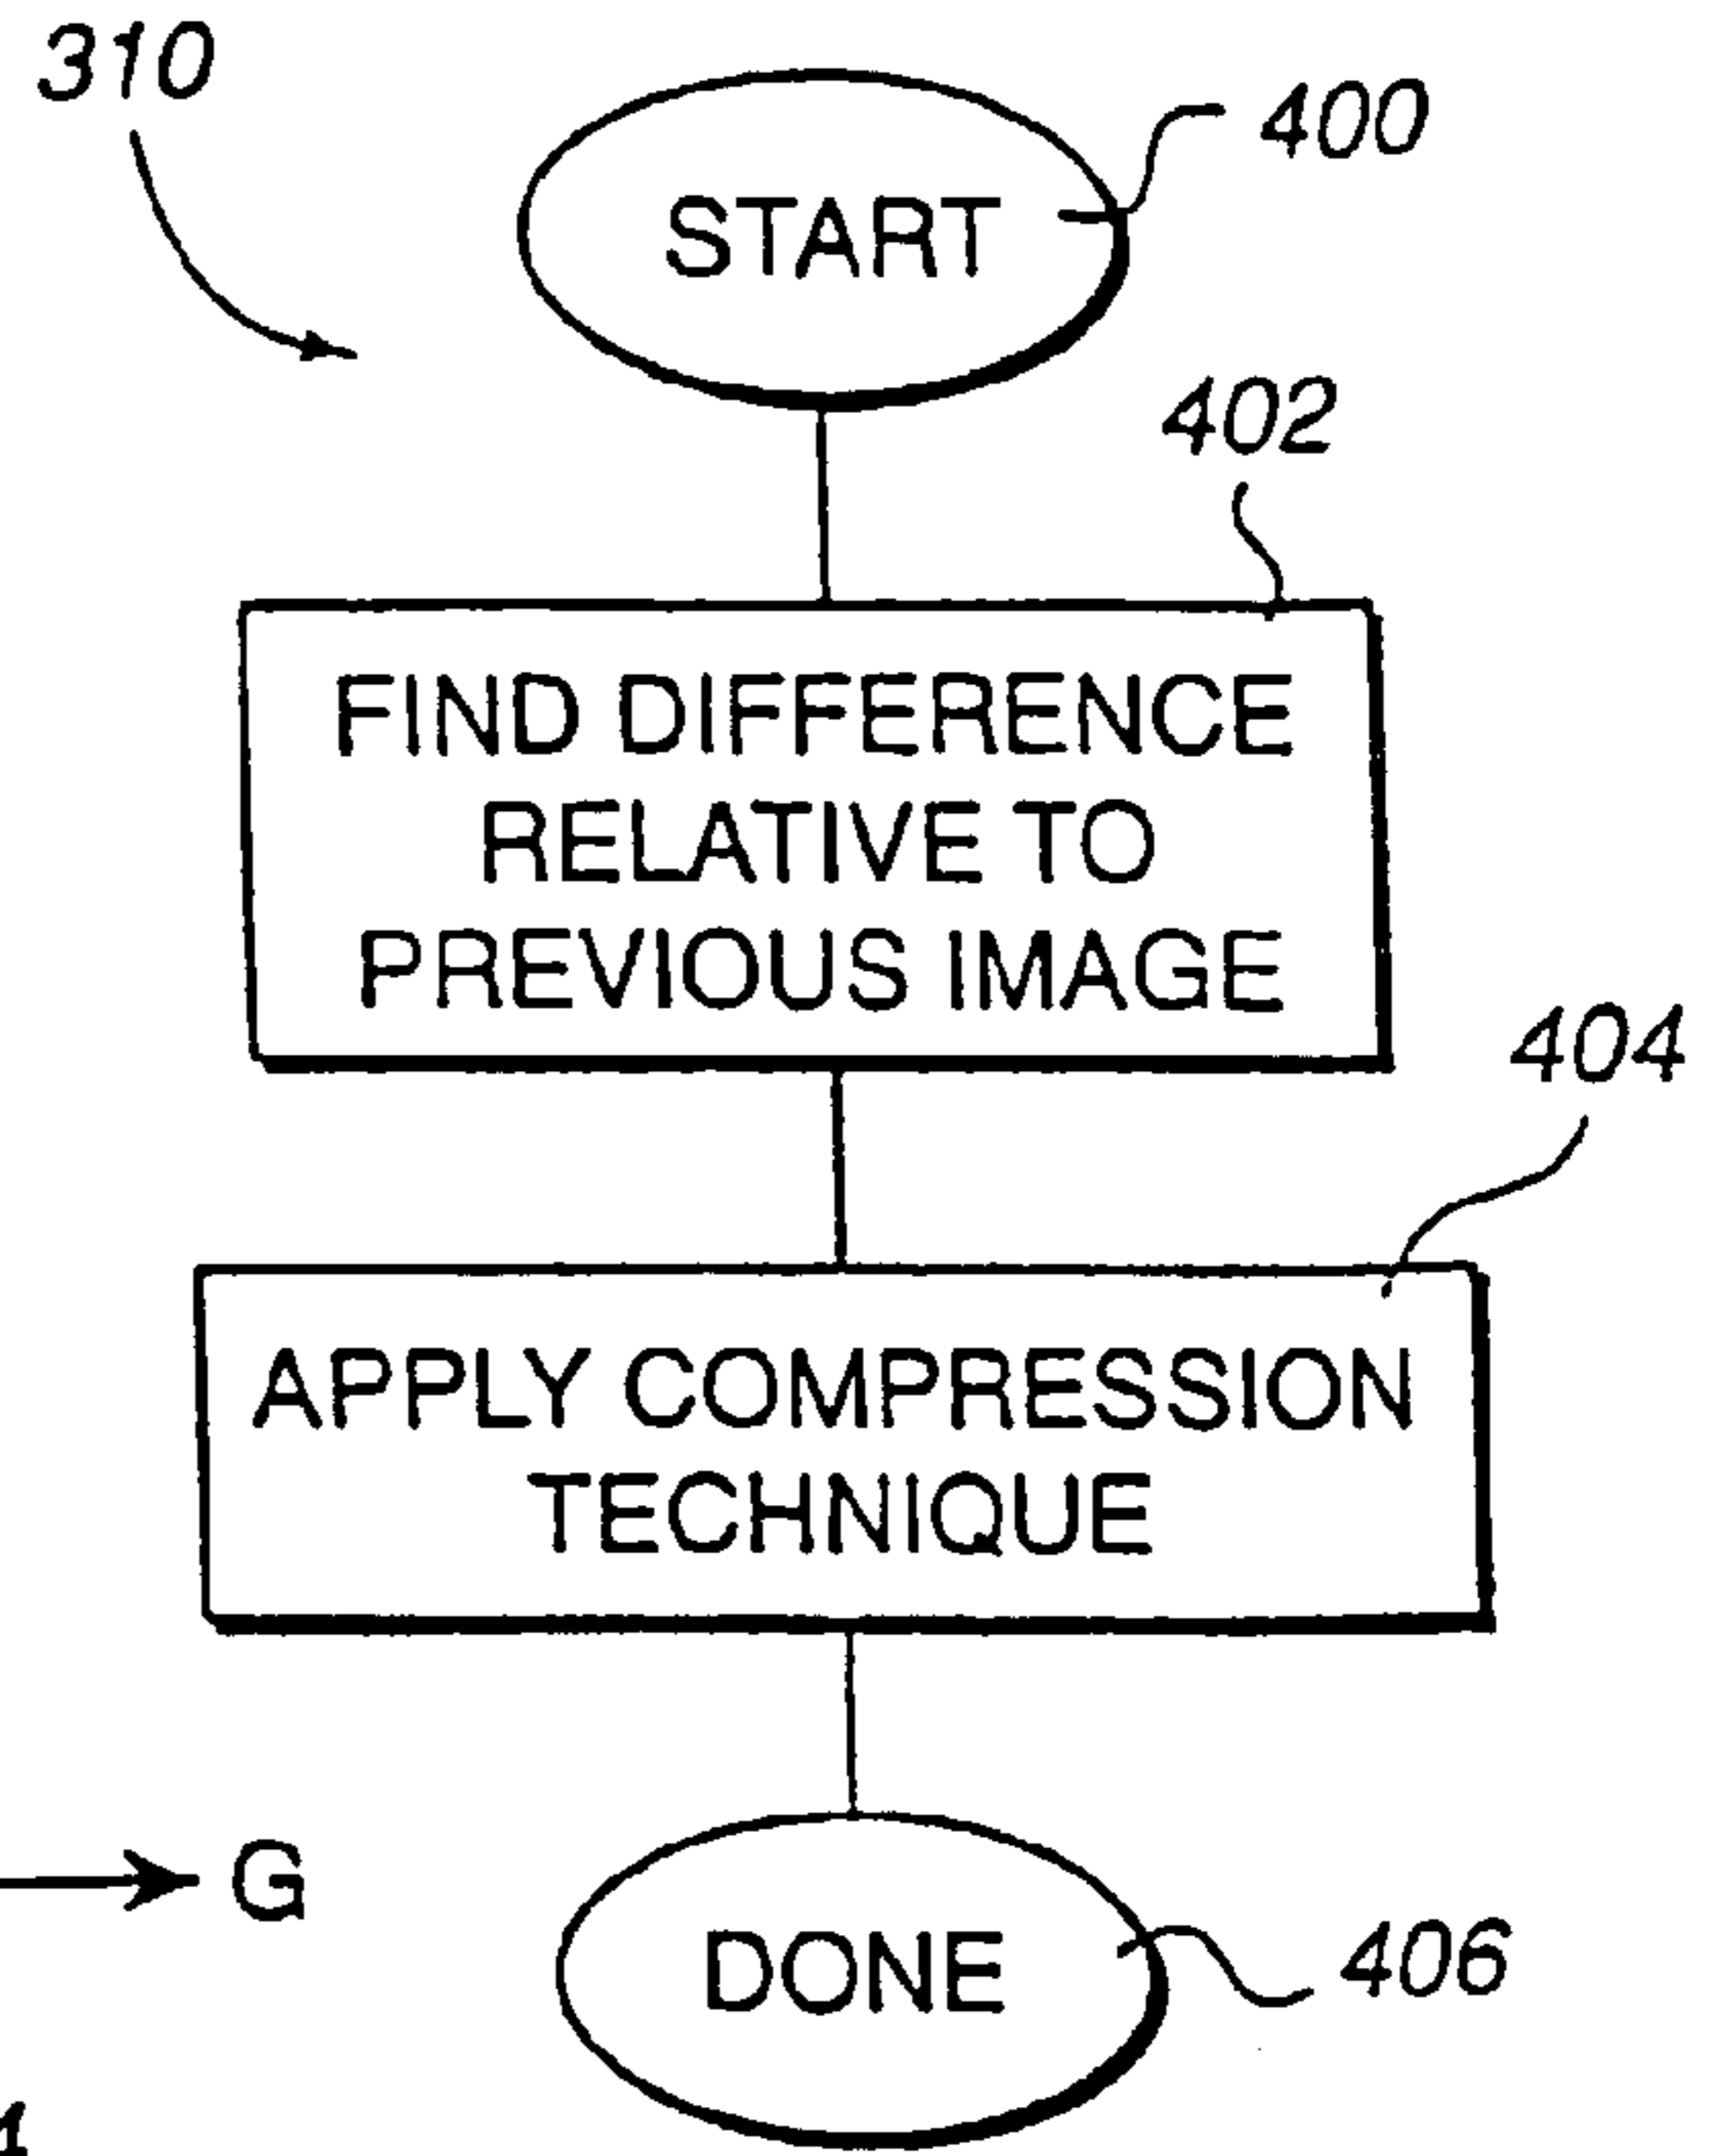 310
400
START
402
FIND DIFFERENCE
RELATIVE TO
PREVIOUS IMAGE
404
APPLY COMPRESSION
TECHNIQUE
G
DONE
406